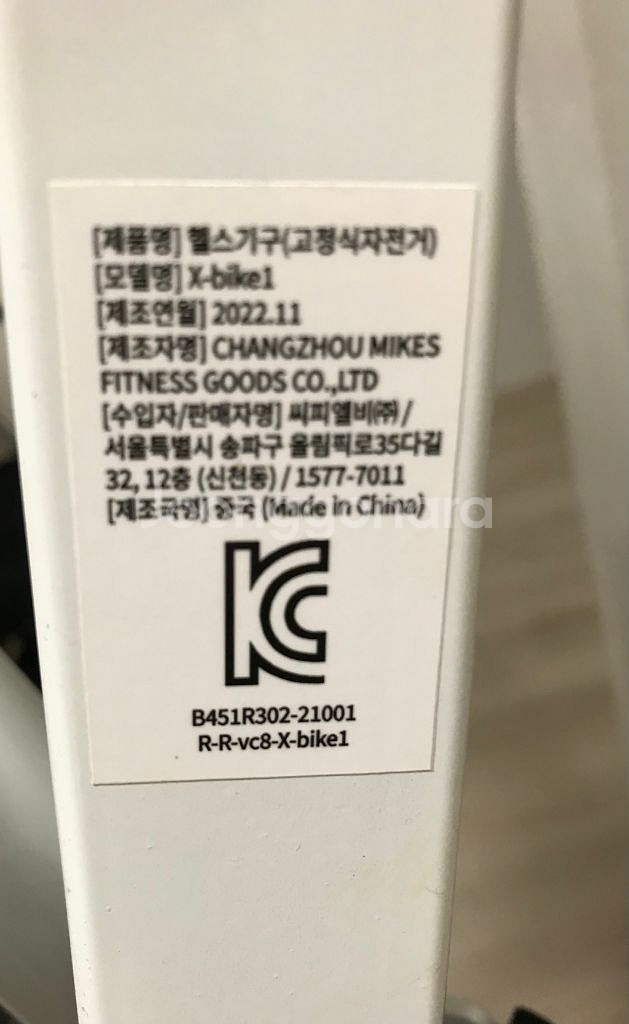 [제품명] 헬스기구(고정식자전거)
[모델명] X-bike1
[제조연월] 2022.11
[제조자명] CHANGZHOU MIKES
FITNESS GOODS CO.,LTD
[수입자/판매자명] 씨피엘비㈜/
서울특별시 송파구 올림픽로35다길
32, 12층 (신천동) / 1577-7011
[제조국명] 중국 (Made in China)
KC
B451R302-21001
R-R-vc8-X-bike1